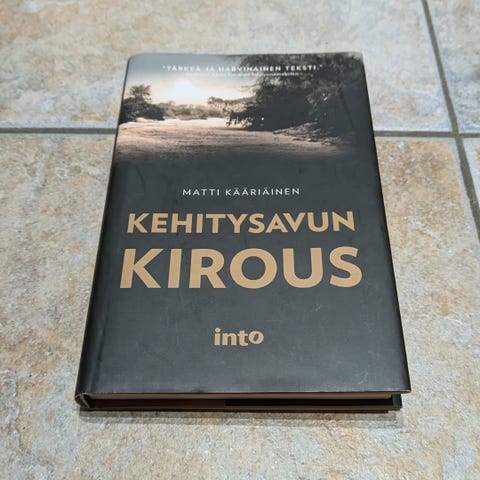 "TÄRKEÄ JA HARVINAINEN TEKSTI."
MATTI KÄÄRIÄINEN
KEHITYSAVUN
KIROUS
into